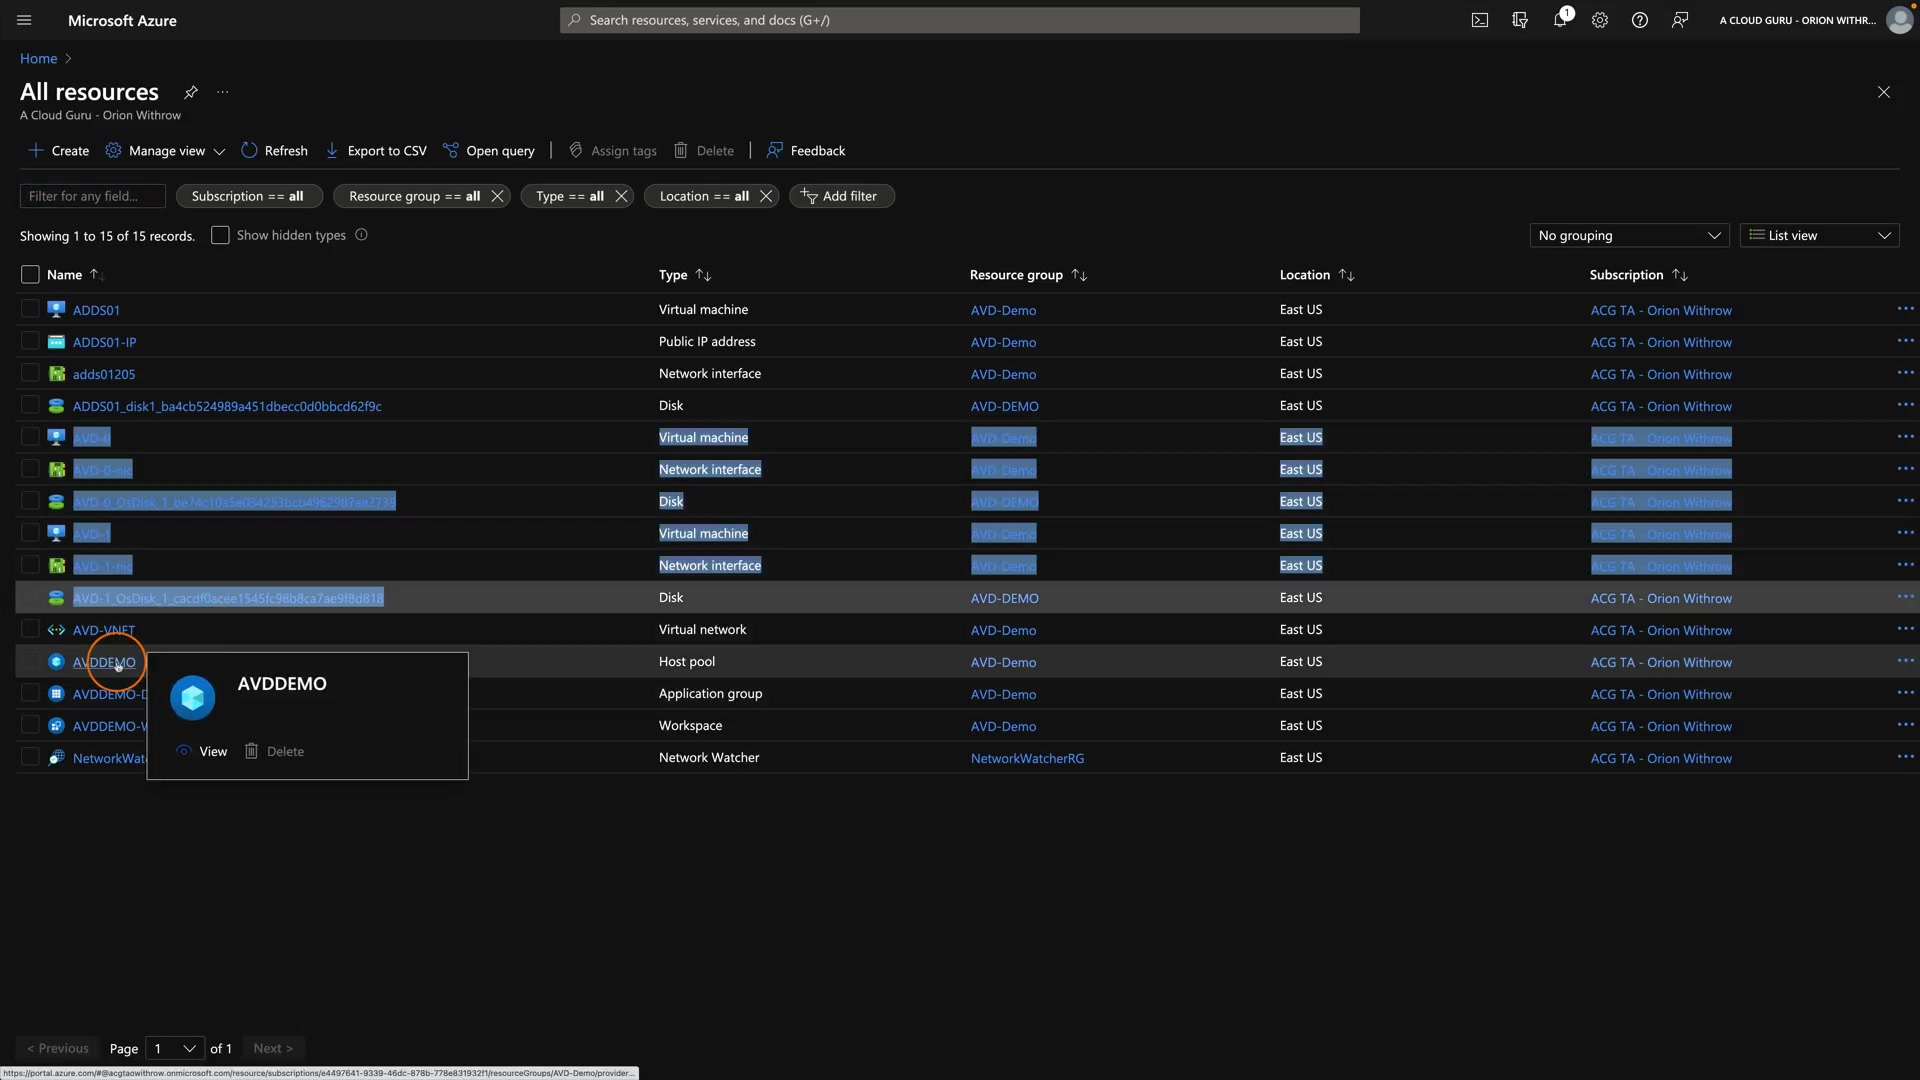 Microsoft Azure
Search resources, services, and docs (G+/)
1
A CLOUD GURU - ORION WITHR...
Home >
All resources
...
A Cloud Guru - Orion Withrow
Create Manage view Refresh Export to CSV Open query Assign tags Delete Feedback
Filter for any field... Subscription == all Resource group == all Type == all Location == all Add filter
Showing 1 to 15 of 15 records. Show hidden types
No grouping List view
Name Type Resource group Location Subscription
ADDS01 Virtual machine AVD-Demo East US ACG TA - Orion Withrow ...
ADDS01-IP Public IP address AVD-Demo East US ACG TA - Orion Withrow ...
adds01205 Network interface AVD-Demo East US ACG TA - Orion Withrow ...
ADDS01_disk1_ba4cb524989a451dbecc0d0bbcd62f9c Disk AVD-DEMO East US ACG TA - Orion Withrow ...
AVD-0 Virtual machine AVD-Demo East US ACG TA - Orion Withrow ...
AVD-0-nic Network interface AVD-Demo East US ACG TA - Orion Withrow ...
Disk AVD-DEMO East US ACG TA - Orion Withrow ...
AVD-1 Virtual machine AVD-Demo East US ACG TA - Orion Withrow ...
AVD-1-nic Network interface AVD-Demo East US ACG TA - Orion Withrow ...
AVD-1_OsDisk_1_cacdf0acee1545fc98b8ca7ae9f8d818 Disk AVD-DEMO East US ACG TA - Orion Withrow ...
AVD-VNET Virtual network AVD-Demo East US ACG TA - Orion Withrow ...
AVDDEMO Host pool AVD-Demo East US ACG TA - Orion Withrow ...
AVDDEMO-D Application group AVD-Demo East US ACG TA - Orion Withrow ...
AVDDEMO-W Workspace AVD-Demo East US ACG TA - Orion Withrow ...
NetworkWat Network Watcher NetworkWatcherRG East US ACG TA - Orion Withrow ...
AVDDEMO
View Delete
< Previous Page 1 of 1 Next >
https://portal.azure.com/#@acgtaowithrow.onmicrosoft.com/resource/subscriptions/e4497641-9339-46dc-878b-778e831932f1/resourceGroups/AVD-Demo/provider...